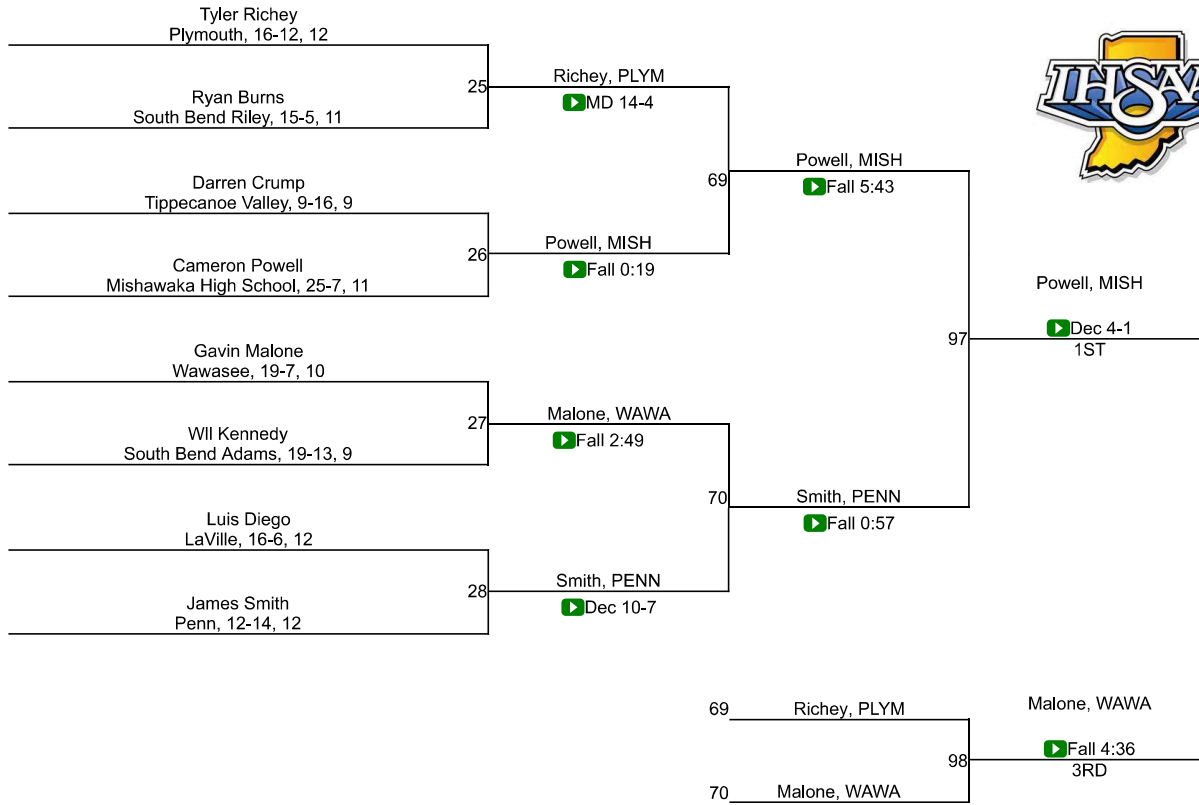 Tyler Richey
Plymouth, 16-12, 12
Ryan Burns
South Bend Riley, 15-5, 11
Darren Crump
Tippecanoe Valley, 9-16, 9
Cameron Powell
Mishawaka High School, 25-7, 11
Gavin Malone
Wawasee, 19-7, 10
WIl Kennedy
South Bend Adams, 19-13, 9
Luis Diego
LaVille, 16-6, 12
James Smith
Penn, 12-14, 12
25
Richey, PLYM
MD 14-4
26
Powell, MISH
Fall 0:19
27
Malone, WAWA
Fall 2:49
28
Smith, PENN
Dec 10-7
69
Powell, MISH
Fall 5:43
70
Smith, PENN
Fall 0:57
97
Powell, MISH
Dec 4-1
1ST
69 Richey, PLYM
70 Malone, WAWA
98
Malone, WAWA
Fall 4:36
3RD
IHSAA